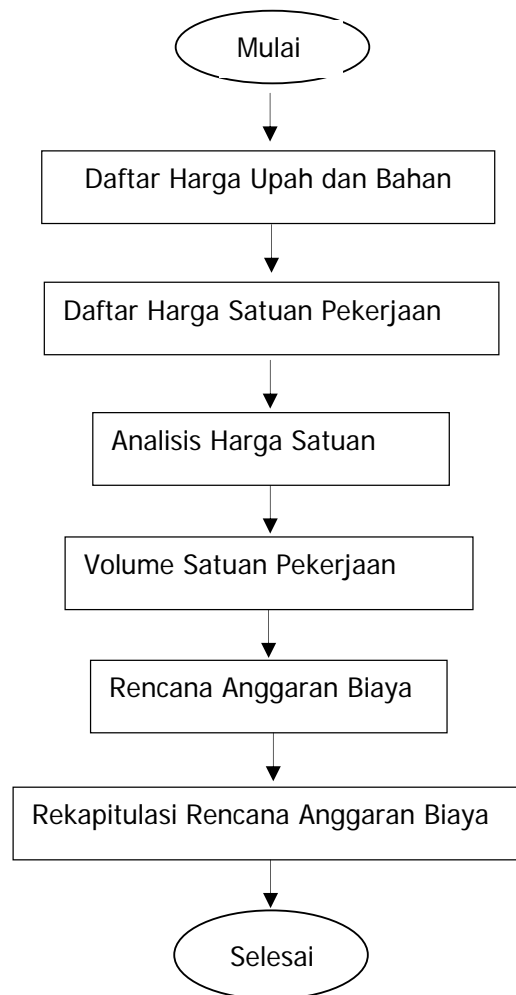 Mulai
Daftar Harga Upah dan Bahan
Daftar Harga Satuan Pekerjaan
Analisis Harga Satuan
Volume Satuan Pekerjaan
Rencana Anggaran Biaya
Rekapitulasi Rencana Anggaran Biaya
Selesai